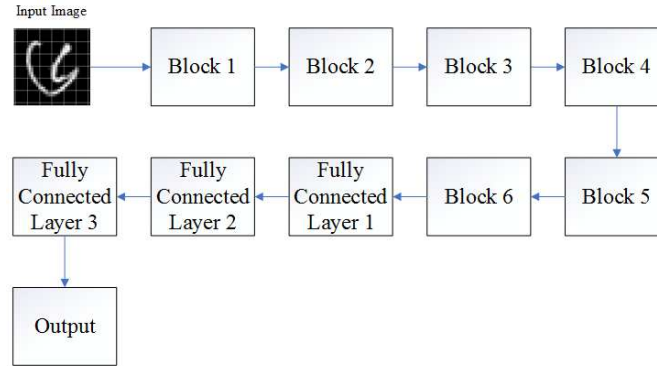 Input Image
Block 1
Block 2
Block 3
Block 4
Fully
Connected
Layer 3
Fully
Connected
Layer 2
Fully
Connected
Layer 1
Block 6
Block 5
Output